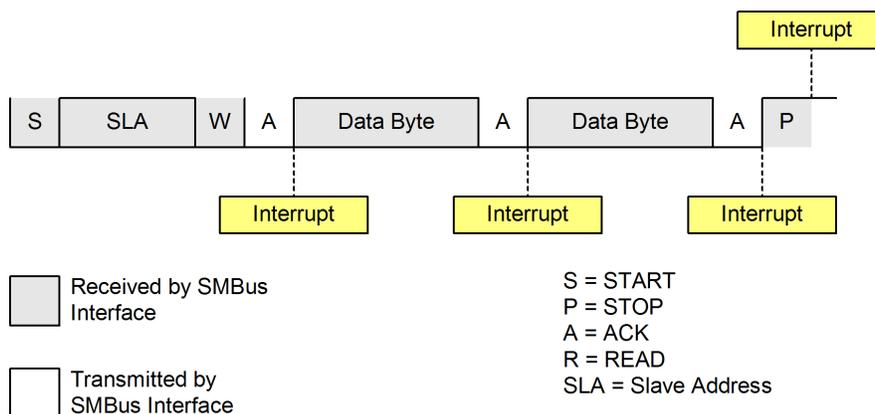 Interrupt
S SLA W A Data Byte A Data Byte A P
Interrupt Interrupt Interrupt
Received by SMBus
Interface
Transmitted by
SMBus Interface
S = START
P = STOP
A = ACK
R = READ
SLA = Slave Address